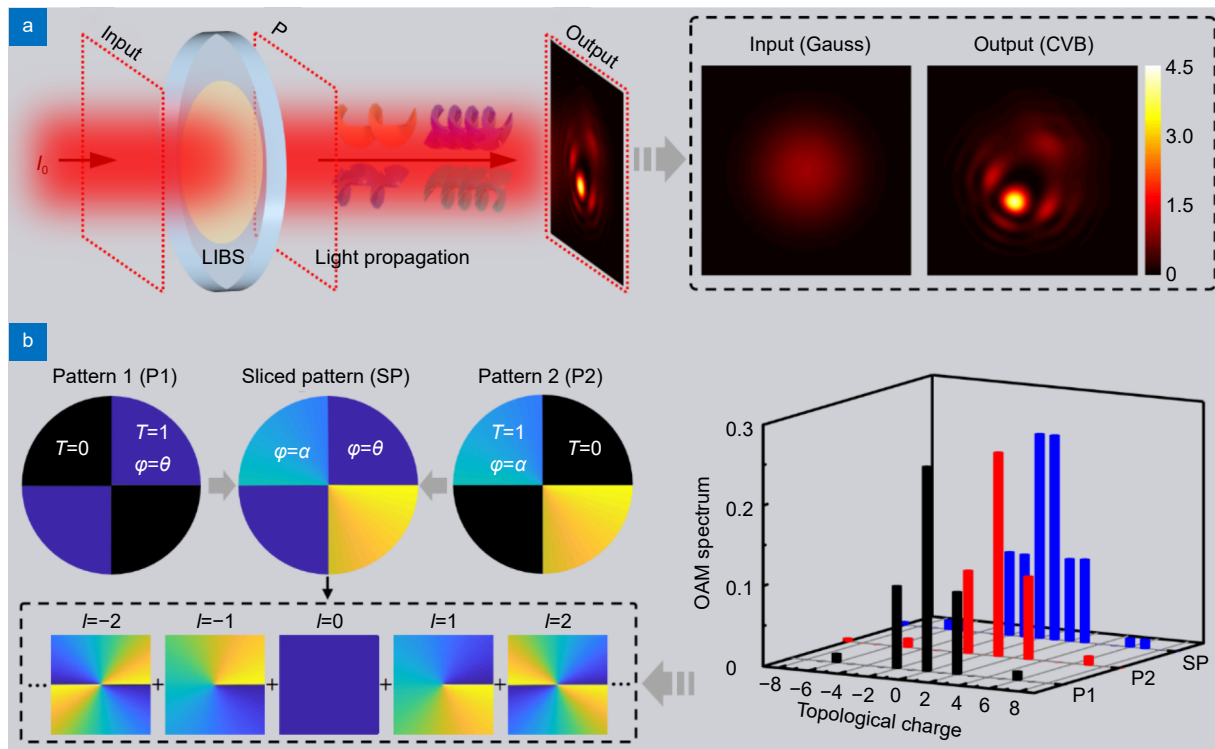 a
Input
P
Output
I₀
LIBS
Light propagation
Input (Gauss)
Output (CVB)
4.5
3.0
1.5
0
b
Pattern 1 (P1)
Sliced pattern (SP)
Pattern 2 (P2)
T=0
T=1
φ=θ
φ=α
φ=θ
T=1
φ=α
T=0
l=−2
l=−1
l=0
l=1
l=2
... + + + + ...
OAM spectrum
0.3
0.2
0.1
0
−8 −6 −4 −2 0 2 4 6 8
Topological charge
P1
P2
SP